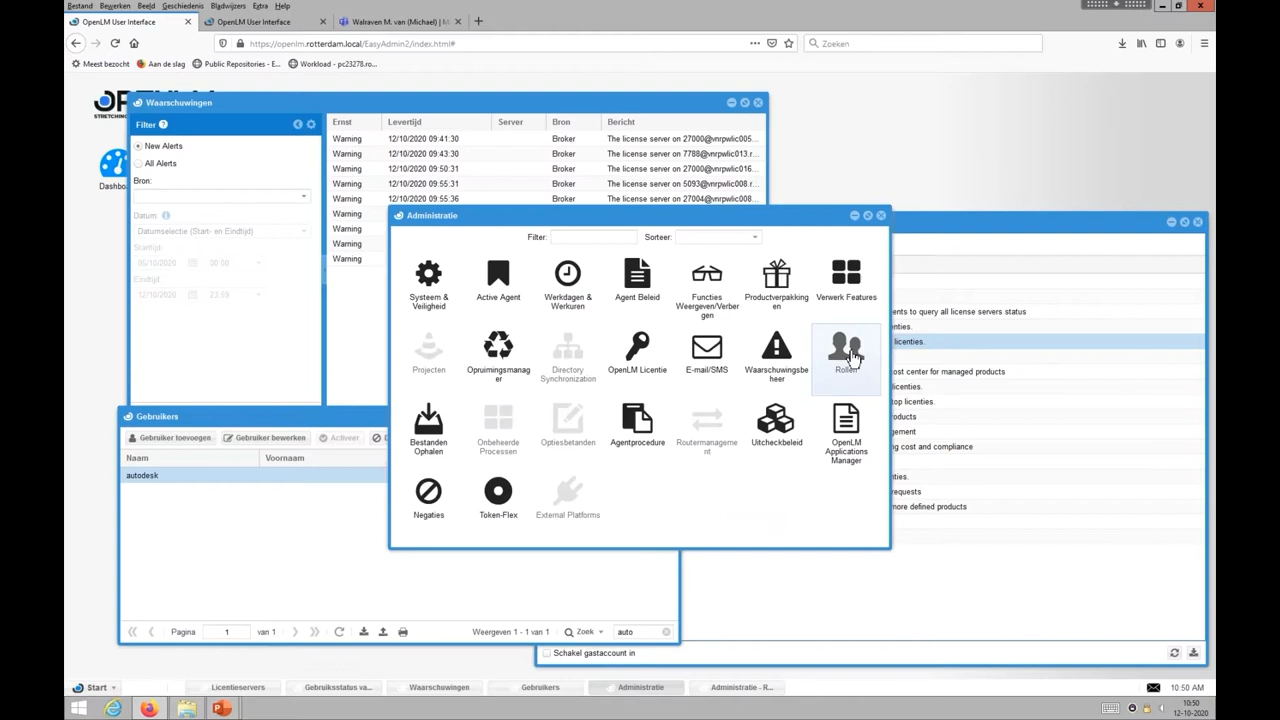 Bestand Bewerken Beeld Geschiedenis Bladwijzers Extra Help
OpenLM User Interface
OpenLM User Interface
Walraven M. van (Michael) | M
https://openlm.rotterdam.local/EasyAdmin2/index.html#
Zoeken
Meest bezocht
Aan de slag
Public Repositories - E...
Workload - pc23278.ro...
STRETCHING
Dashbo
Waarschuwingen
Filter
New Alerts
All Alerts
Bron:
Datum:
Datumselectie (Start- en Eindtijd)
Starttijd:
05/10/2020 00:00
Eindtijd:
12/10/2020 23:59
Ernst Levertijd Server Bron Bericht
Warning 12/10/2020 09:41:30 Broker The license server on 27000@vnrpwlic005...
Warning 12/10/2020 09:43:30 Broker The license server on 7788@vnrpwlic013.r...
Warning 12/10/2020 09:50:31 Broker The license server on 27000@vnrpwlic016...
Warning 12/10/2020 09:55:31 Broker The license server on 5093@vnrpwlic008.r...
Warning 12/10/2020 09:55:36 Broker The license server on 27004@vnrpwlic008...
Warning
Warning
Warning
Warning
Administratie
Filter:
Sorteer:
Systeem & Veiligheid
Active Agent
Werkdagen & Werkuren
Agent Beleid
Functies Weergeven/Verbergen
Productverpakkingen
Verwerk Features
Projecten
Opruimingsmanager
Directory Synchronization
OpenLM Licentie
E-mail/SMS
Waarschuwingsbeheer
Rollen
Bestanden Ophalen
Onbeheerde Processen
Optiesbetanden
Agentprocedure
Routermanagement
Uitcheckbeleid
OpenLM Applications Manager
Negaties
Token-Flex
External Platforms
ents to query all license servers status
enties.
licenties.
ost center for managed products
licenties.
top licenties.
oducts
gement
ng cost and compliance
nties.
requests
more defined products
Schakel gastaccount in
Gebruikers
Gebruiker toevoegen
Gebruiker bewerken
Activeer
Naam Voornaam
autodesk
Pagina 1 van 1
Weergeven 1 - 1 van 1
Zoek
auto
Start
Licentieservers
Gebruiksstatus va...
Waarschuwingen
Gebruikers
Administratie
Administratie - R...
10:50 AM
10:50
12-10-2020